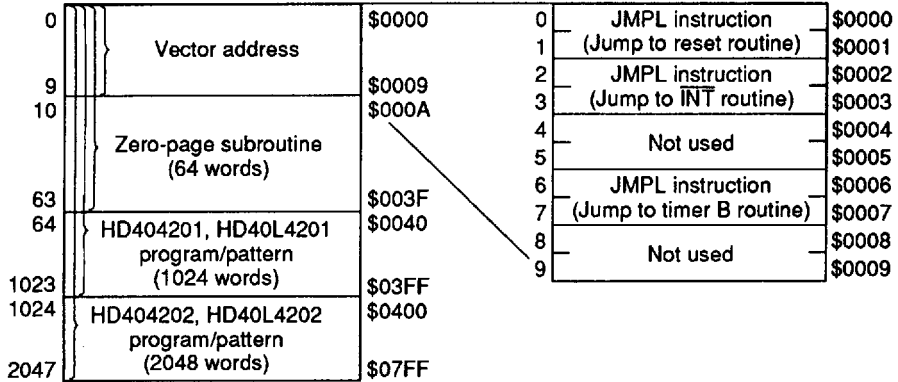 0
Vector address
$0000
9
$0009
10
$000A
Zero-page subroutine
(64 words)
63
$003F
64
$0040
HD404201, HD40L4201
program/pattern
(1024 words)
1023
$03FF
1024
$0400
HD404202, HD40L4202
program/pattern
(2048 words)
2047
$07FF
0
JMPL instruction
$0000
1
(Jump to reset routine)
$0001
2
JMPL instruction
$0002
3
(Jump to INT routine)
$0003
4
Not used
$0004
5
$0005
6
JMPL instruction
$0006
7
(Jump to timer B routine)
$0007
8
Not used
$0008
9
$0009